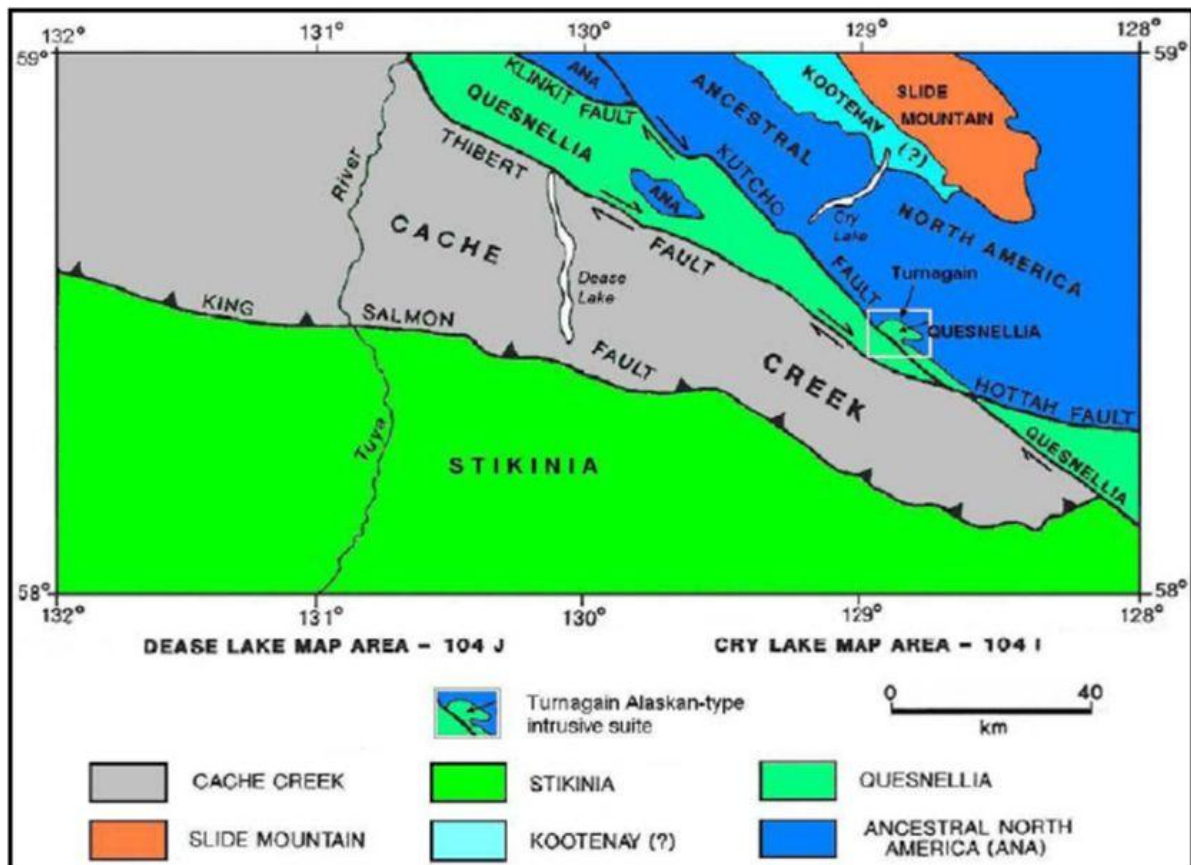 132° 131° 130° 129° 128°
59° 59°
ANA
KLINKIT FAULT
ANCESTRAL
KOOTENAY (?)
SLIDE
MOUNTAIN
QUESNELLIA
THIBERT
KUTCHO
River
ANA
Cry
Lake
NORTH AMERICA
CACHE
FAULT
Dease
Lake
FAULT
Turnagain
KING
SALMON
QUESNELLIA
FAULT
CREEK
HOTTAH FAULT
Tuya
STIKINIA
QUESNELLIA
58° 58°
132° 131° 130° 129° 128°
DEASE LAKE MAP AREA - 104 J CRY LAKE MAP AREA - 104 I
Turnagain Alaskan-type
intrusive suite
0 40
km
CACHE CREEK STIKINIA QUESNELLIA
SLIDE MOUNTAIN KOOTENAY (?) ANCESTRAL NORTH
AMERICA (ANA)